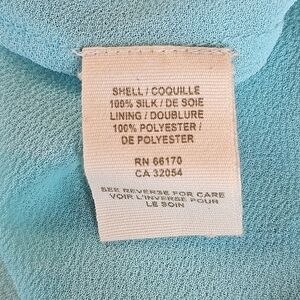 SHELL / COQUILLE
100% SILK / DE SOIE
LINING / DOUBLURE
100% POLYESTER /
DE POLYESTER
RN 66170
CA 32054
SEE REVERSE FOR CARE
VOIR L'INVERSE POUR
LE SOIN